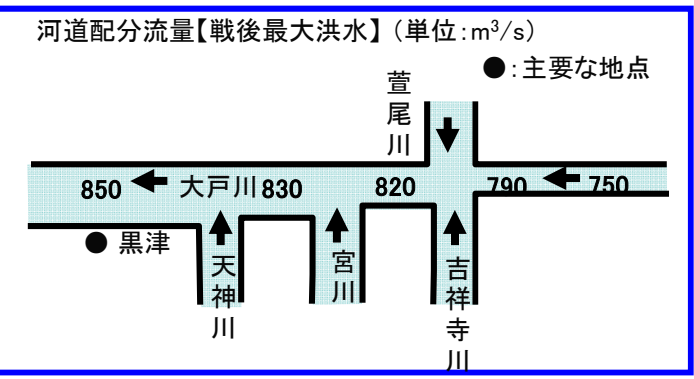 河道配分流量【戦後最大洪水】（単位:m³/s）
●:主要な地点
萱尾川
850 大戸川 830 820 790 750
● 黒津
天神川
宮川
吉祥寺川